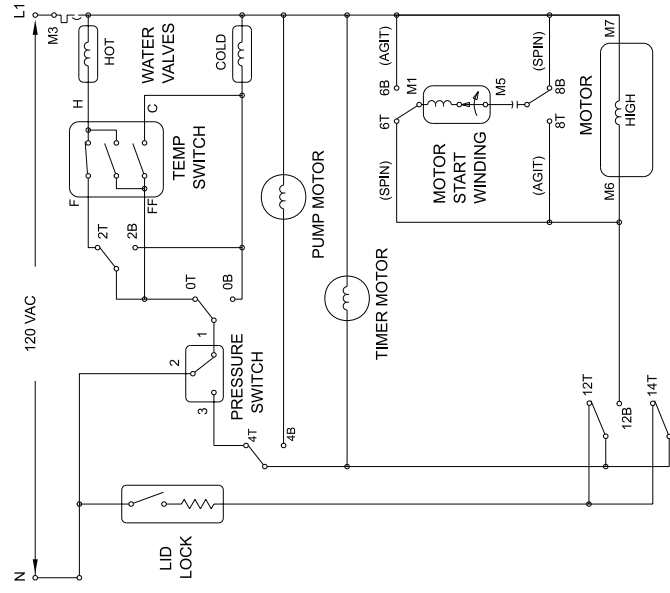 L1
M3
HOT
WATER
VALVES
COLD
H
C
TEMP
SWITCH
F
FF
2T
2B
0T
0B
120 VAC
1
2
3
PRESSURE
SWITCH
4T
4B
PUMP MOTOR
TIMER MOTOR
N
LID
LOCK
(AGIT)
6B
6T
(SPIN)
M1
MOTOR
START
WINDING
M5
(SPIN)
8B
8T
(AGIT)
M7
MOTOR
HIGH
M6
12T
12B
14T